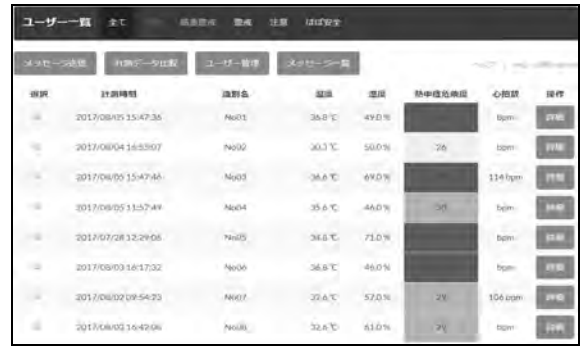 ユーザー一覧 全て 厳重警戒 警戒 注意 ほぼ安全
メッセージ送信 計測データ比較 ユーザー管理 メッセージ一覧
選択 計測時間 識別名 温度 湿度 熱中症危険度 心拍数 操作
2017/08/05 15:47:36 No01 36.8 ℃ 49.0 % bpm 詳細
2017/08/04 16:53:07 No02 30.3 ℃ 50.0 % 26 bpm 詳細
2017/08/05 15:47:46 No03 36.6 ℃ 69.0 % 114 bpm 詳細
2017/08/05 11:57:49 No04 35.6 ℃ 46.0 % 30 bpm 詳細
2017/07/28 12:29:06 No05 34.8 ℃ 71.0 % bpm 詳細
2017/08/03 16:17:32 No06 36.8 ℃ 46.0 % bpm 詳細
2017/08/02 09:54:23 No07 32.6 ℃ 57.0 % 29 106 bpm 詳細
2017/08/03 16:42:06 No08 32.6 ℃ 61.0 % 29 bpm 詳細